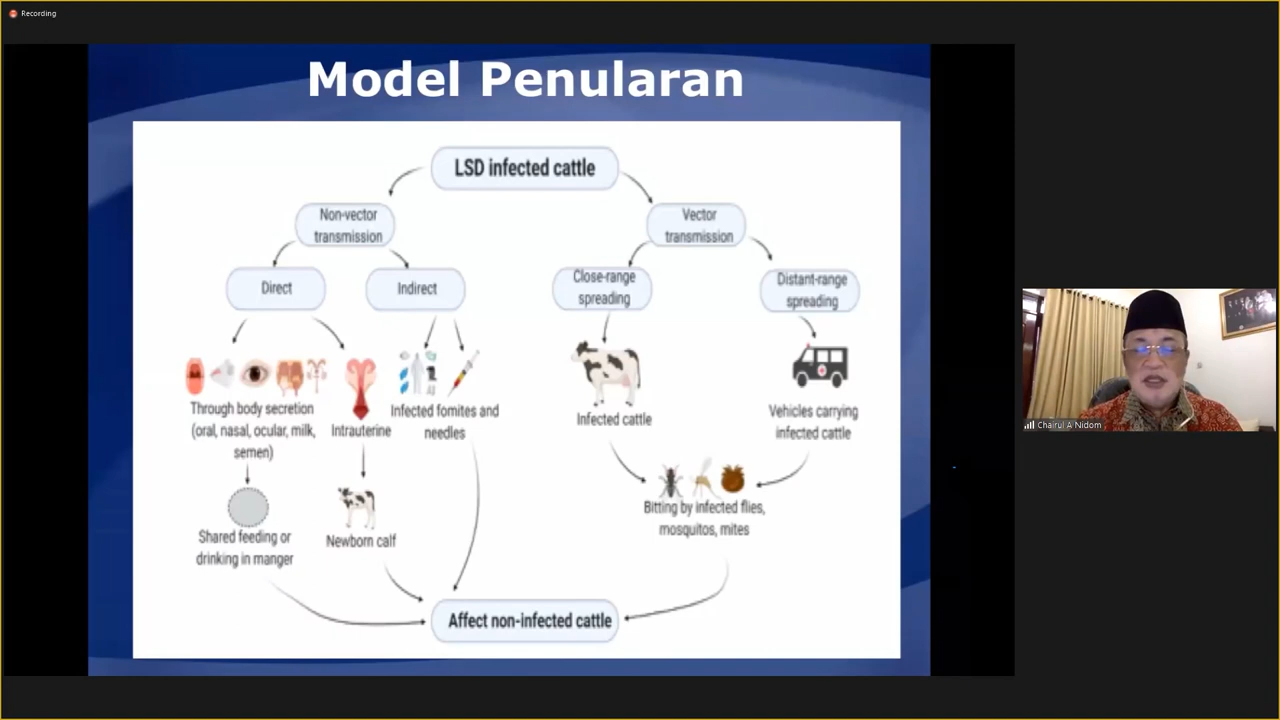 Recording
Model Penularan
LSD infected cattle
Non-vector
transmission
Vector
transmission
Direct
Indirect
Close-range
spreading
Distant-range
spreading
Through body secretion
(oral, nasal, ocular, milk,
semen)
Intrauterine
Infected fomites and
needles
Infected cattle
Vehicles carrying
infected cattle
Shared feeding or
drinking in manger
Newborn calf
Bitting by infected flies,
mosquitos, mites
Affect non-infected cattle
Chairul A Nidom